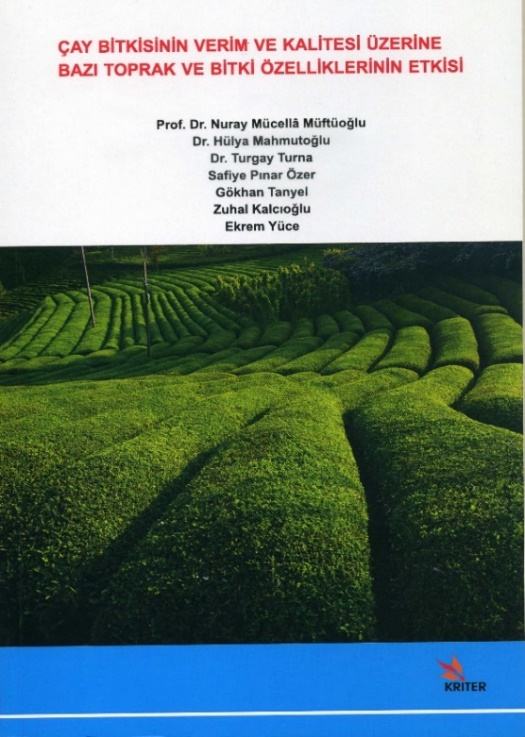 ÇAY BİTKİSİNİN VERİM VE KALİTESİ ÜZERİNE
BAZI TOPRAK VE BİTKİ ÖZELLİKLERİNİN ETKİSİ
Prof. Dr. Nuray Mücellâ Müftüoğlu
Dr. Hülya Mahmutoğlu
Dr. Turgay Turna
Safiye Pınar Özer
Gökhan Tanyel
Zuhal Kalcıoğlu
Ekrem Yüce
KRİTER